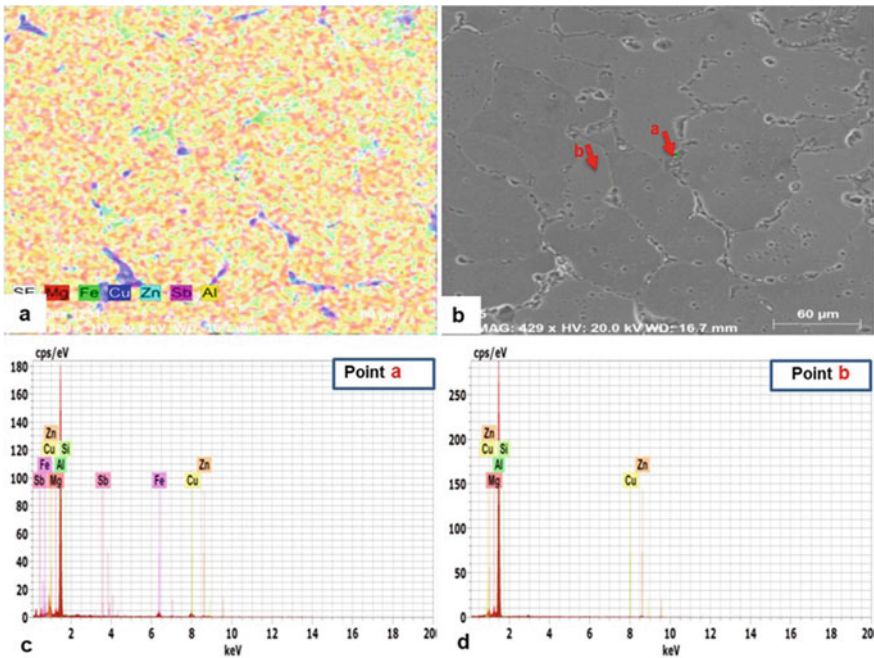 SE Mg Fe Cu Zn Sb Al
a
b
a
b
MAG: 429 x HV: 20.0 kV WD: 16.7 mm
60 µm
cps/eV
Point a
180
160
140
120
100
80
60
40
20
0
Zn
Cu Si
Fe Al
Sb Mg
Sb
Fe
Cu
Zn
2 4 6 8 10 12 14 16 18 20
keV
c
cps/eV
Point b
250
200
150
100
50
0
Zn
Cu Si
Al
Mg
Cu
Zn
2 4 6 8 10 12 14 16 18 20
keV
d